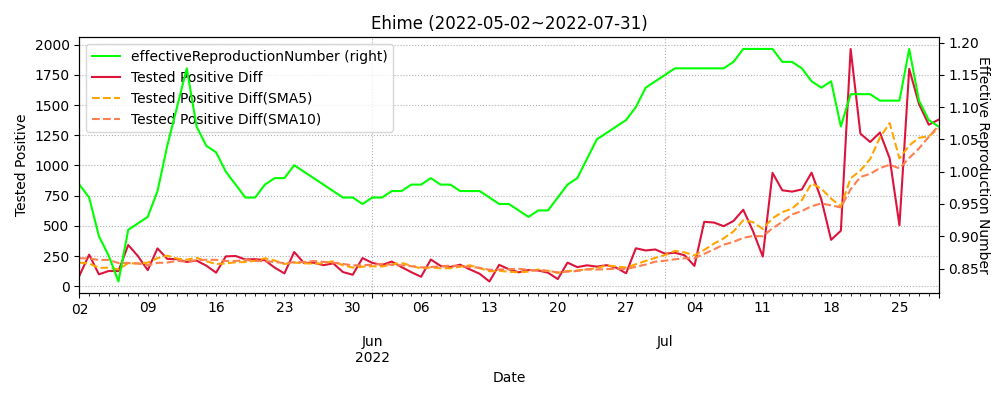 Ehime (2022-05-02~2022-07-31)
effectiveReproductionNumber (right)
Tested Positive Diff
Tested Positive Diff(SMA5)
Tested Positive Diff(SMA10)
Tested Positive
2000
1750
1500
1250
1000
750
500
250
0
1.20
1.15
1.10
1.05
1.00
0.95
0.90
0.85
Effective Reproduction Number
02 09 16 23 30 06 13 20 27 04 11 18 25
Jun Jul
2022
Date